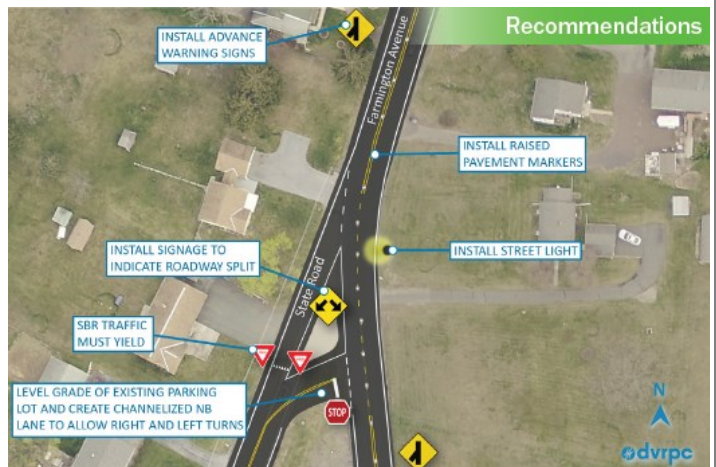 Recommendations
INSTALL ADVANCE
WARNING SIGNS
Farmington Avenue
INSTALL RAISED
PAVEMENT MARKERS
INSTALL SIGNAGE TO
INDICATE ROADWAY SPLIT
INSTALL STREET LIGHT
State Road
SBR TRAFFIC
MUST YIELD
LEVEL GRADE OF EXISTING PARKING
LOT AND CREATE CHANNELIZED NB
LANE TO ALLOW RIGHT AND LEFT TURNS
STOP
N
dvrpc